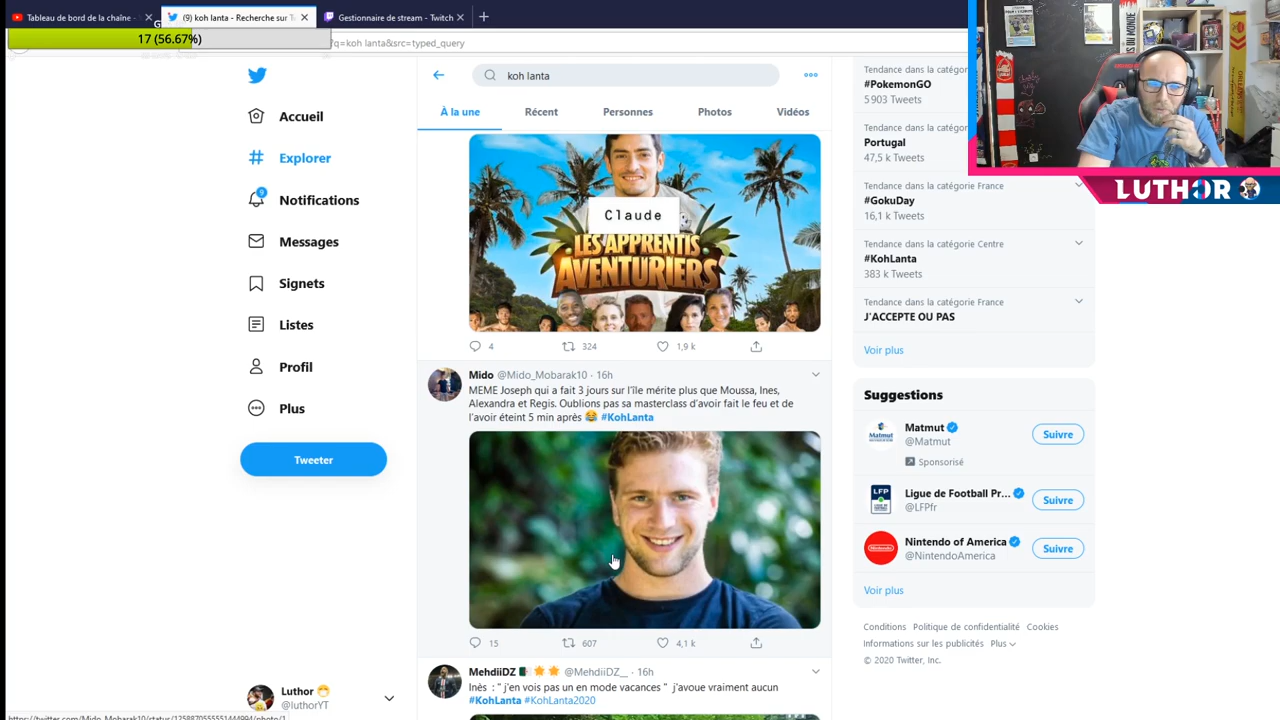 Tableau de bord de la chaîne -
(9) koh lanta - Recherche sur T
Gestionnaire de stream - Twitch
17 (56.67%)
?q=koh lanta&src=typed_query
koh lanta
Accueil
Explorer
9
Notifications
Messages
Signets
Listes
Profil
Plus
Tweeter
Luthor
@luthorYT
À la une
Récent
Personnes
Photos
Vidéos
Claude
LES APPRENTIS
AVENTURIERS
4
324
1,9 k
Mido @Mido_Mobarak10 · 16h
MEME Joseph qui a fait 3 jours sur l'île mérite plus que Moussa, Ines,
Alexandra et Regis. Oublions pas sa masterclass d'avoir fait le feu et de
l'avoir éteint 5 min après 😂 #KohLanta
15
607
4,1 k
MehdiiDZ @MehdiiDZ__ · 16h
Inès : " j'en vois pas un en mode vacances " j'avoue vraiment aucun
#KohLanta #KohLanta2020
Tendance dans la catégor
#PokemonGO
5 903 Tweets
Tendance dans la catégor
Portugal
47,5 k Tweets
Tendance dans la catégorie France
#GokuDay
16,1 k Tweets
Tendance dans la catégorie Centre
#KohLanta
383 k Tweets
Tendance dans la catégorie France
J'ACCEPTE OU PAS
Voir plus
Suggestions
Matmut
@Matmut
Suivre
Sponsorisé
LFP
Ligue de Football Pr...
@LFPfr
Suivre
Nintendo of America
@NintendoAmerica
Suivre
Voir plus
Conditions Politique de confidentialité Cookies
Informations sur les publicités Plus
© 2020 Twitter, Inc.
LUTHOR